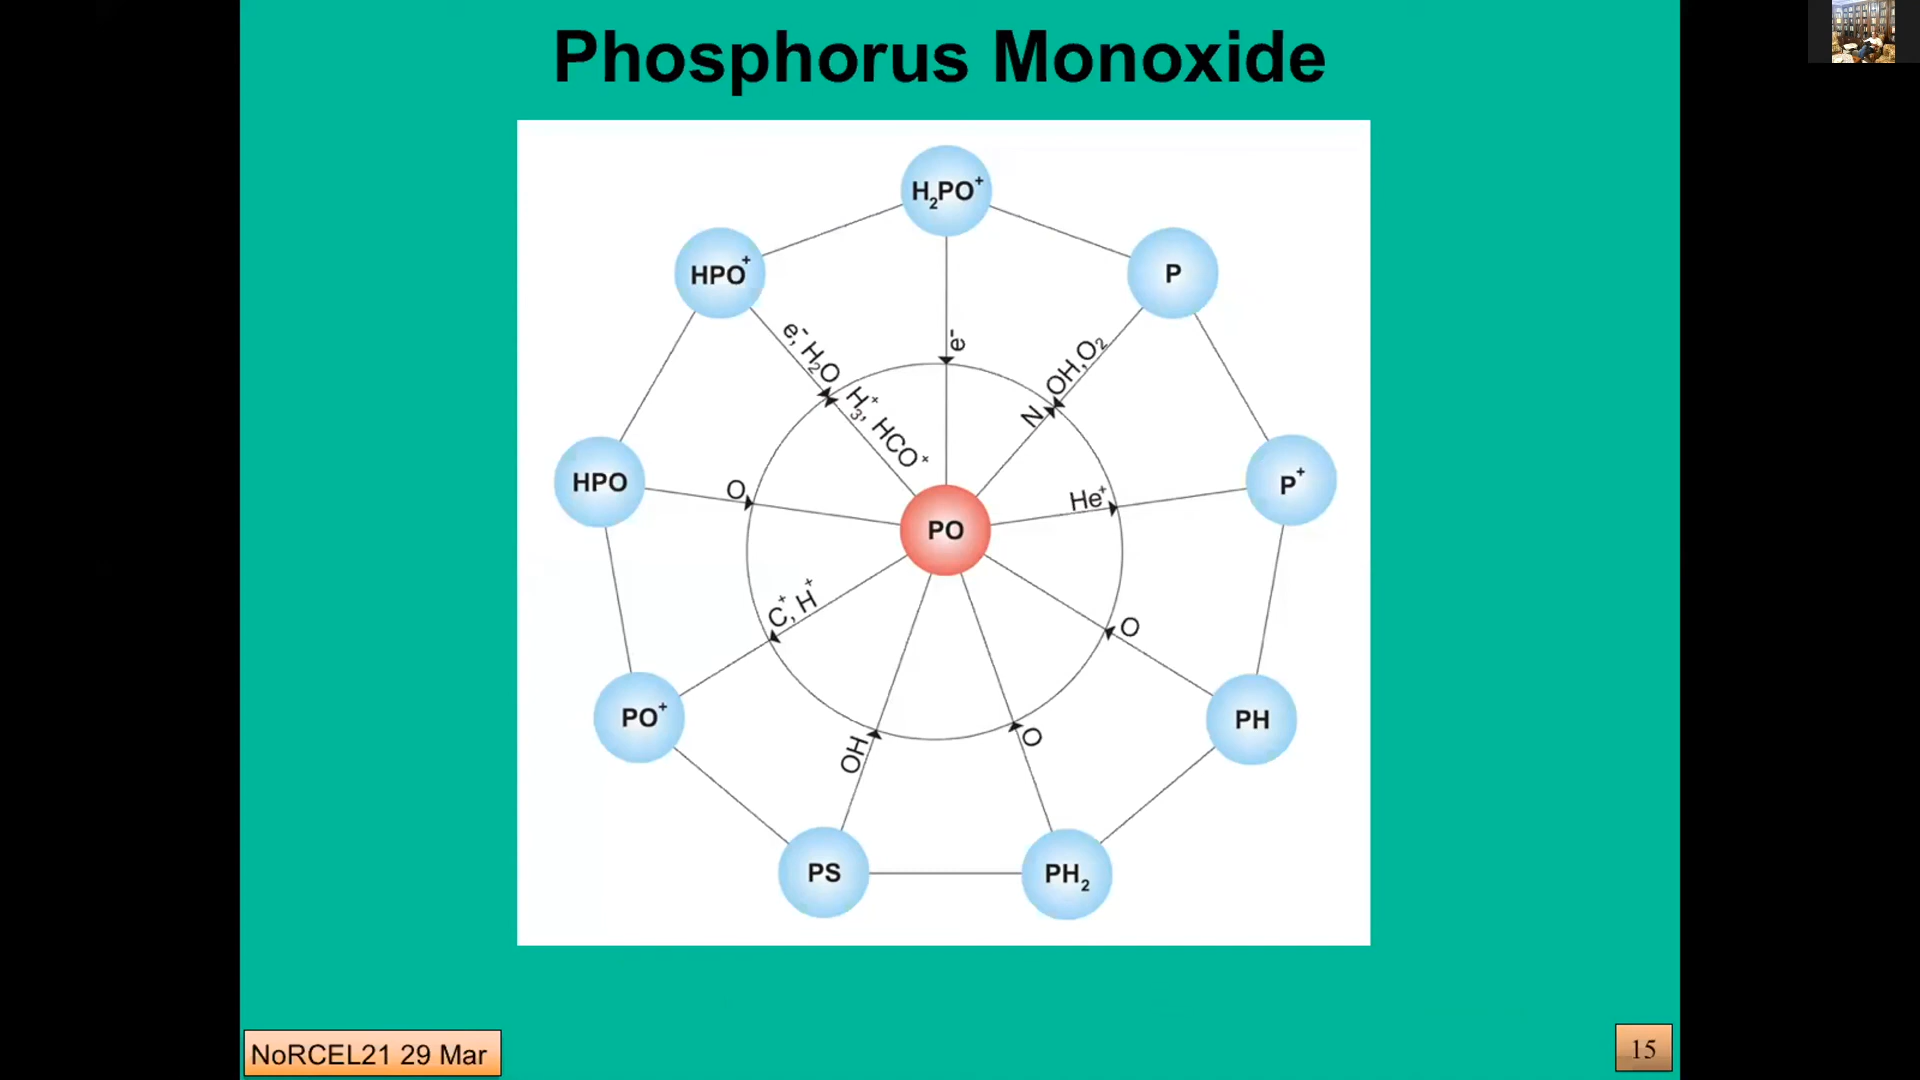 Phosphorus Monoxide
H₂PO⁺
HPO⁺
P
e⁻, H₂O
e⁻
OH,O₂
H₃⁺, HCO⁺
N
HPO
O
He⁺
P⁺
PO
C⁺, H⁺
O
PO⁺
PH
OH
O
PS
PH₂
NoRCEL21 29 Mar
15